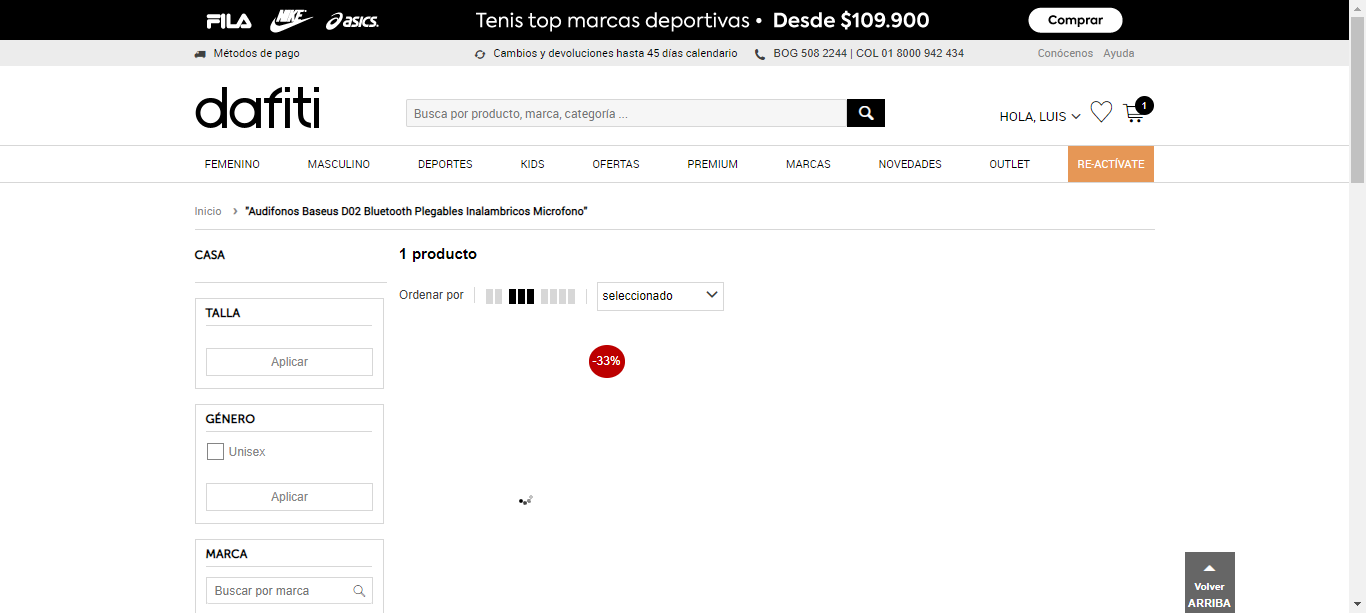 FILA NIKE asics. Tenis top marcas deportivas • Desde $109.900 Comprar
Métodos de pago Cambios y devoluciones hasta 45 días calendario BOG 508 2244 | COL 01 8000 942 434 Conócenos Ayuda
dafiti Busca por producto, marca, categoría ... HOLA, LUIS 1
FEMENINO MASCULINO DEPORTES KIDS OFERTAS PREMIUM MARCAS NOVEDADES OUTLET RE-ACTÍVATE
Inicio > "Audifonos Baseus D02 Bluetooth Plegables Inalambricos Microfono"
CASA
1 producto
Ordenar por seleccionado
TALLA
Aplicar
-33%
GÉNERO
Unisex
Aplicar
MARCA
Buscar por marca
Volver
ARRIBA